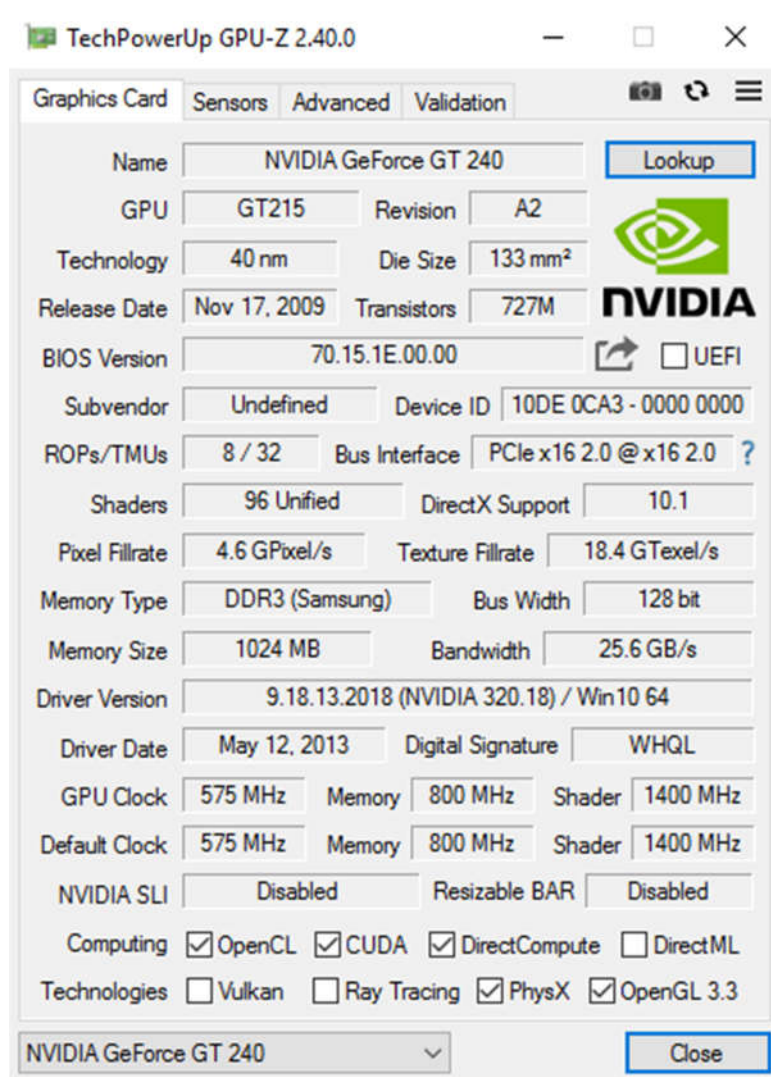 TechPowerUp GPU-Z 2.40.0
Graphics Card Sensors Advanced Validation
Name NVIDIA GeForce GT 240 Lookup
GPU GT215 Revision A2
Technology 40 nm Die Size 133 mm²
Release Date Nov 17, 2009 Transistors 727M
NVIDIA
BIOS Version 70.15.1E.00.00 UEFI
Subvendor Undefined Device ID 10DE 0CA3 - 0000 0000
ROPs/TMUs 8 / 32 Bus Interface PCIe x16 2.0 @ x16 2.0 ?
Shaders 96 Unified DirectX Support 10.1
Pixel Fillrate 4.6 GPixel/s Texture Fillrate 18.4 GTexel/s
Memory Type DDR3 (Samsung) Bus Width 128 bit
Memory Size 1024 MB Bandwidth 25.6 GB/s
Driver Version 9.18.13.2018 (NVIDIA 320.18) / Win10 64
Driver Date May 12, 2013 Digital Signature WHQL
GPU Clock 575 MHz Memory 800 MHz Shader 1400 MHz
Default Clock 575 MHz Memory 800 MHz Shader 1400 MHz
NVIDIA SLI Disabled Resizable BAR Disabled
Computing OpenCL CUDA DirectCompute DirectML
Technologies Vulkan Ray Tracing PhysX OpenGL 3.3
NVIDIA GeForce GT 240 Close